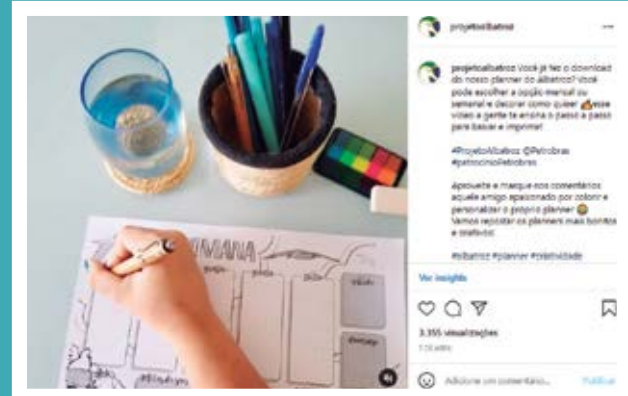 projetoalbatroz
projetoalbatroz Você já fez o download
do nosso planner do Albatroz? Você
pode escolher a opção mensal ou
semanal e decorar como quiser
vídeo a gente te ensina o passo a passo
para baixar e imprimir!
#ProjetoAlbatroz @Petrobras
#patrocínioPetrobras
Aproveite e marque nos comentários
aquele amigo apaixonado por colorir e
personalizar o próprio planner
Vamos repostar os planners mais bonitos
e criativos!
#albatroz #planner #criatividade
Ver insights
3.355 visualizações
Adicione um comentário...
Publicar